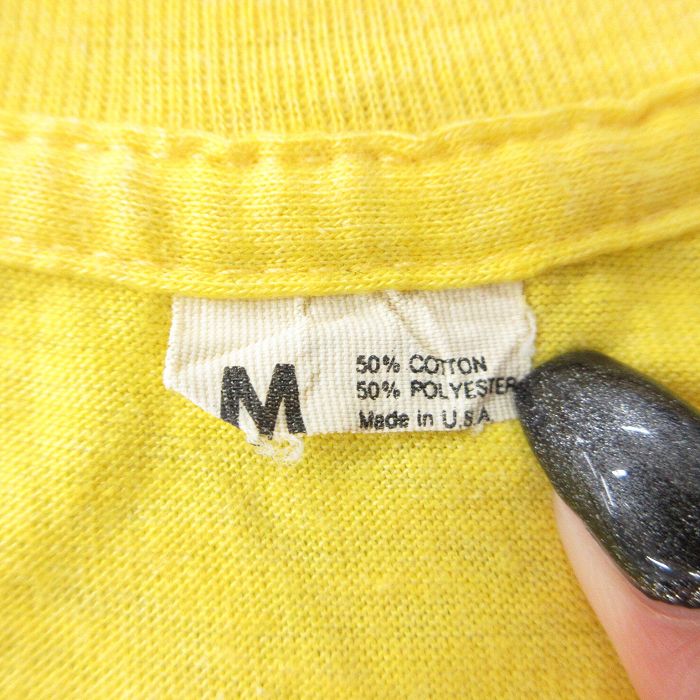 M
50% COTTON
50% POLYESTER
Made in U.S.A.